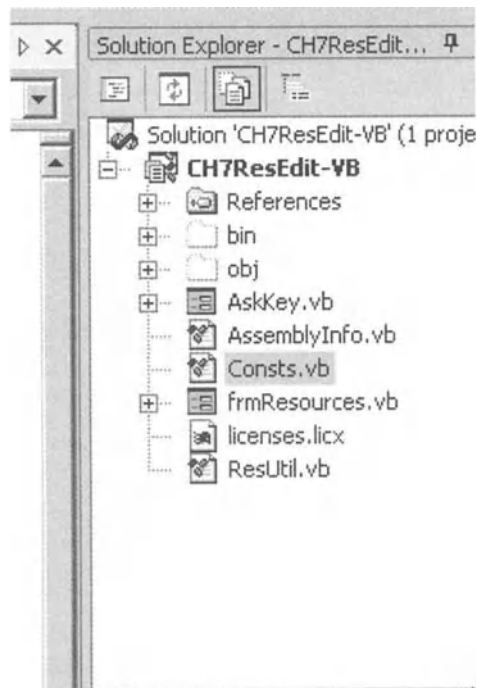 Solution Explorer - CH7ResEdit...
Solution 'CH7ResEdit-VB' (1 proje
CH7ResEdit-VB
References
bin
obj
AskKey.vb
AssemblyInfo.vb
Consts.vb
frmResources.vb
licenses.licx
ResUtil.vb